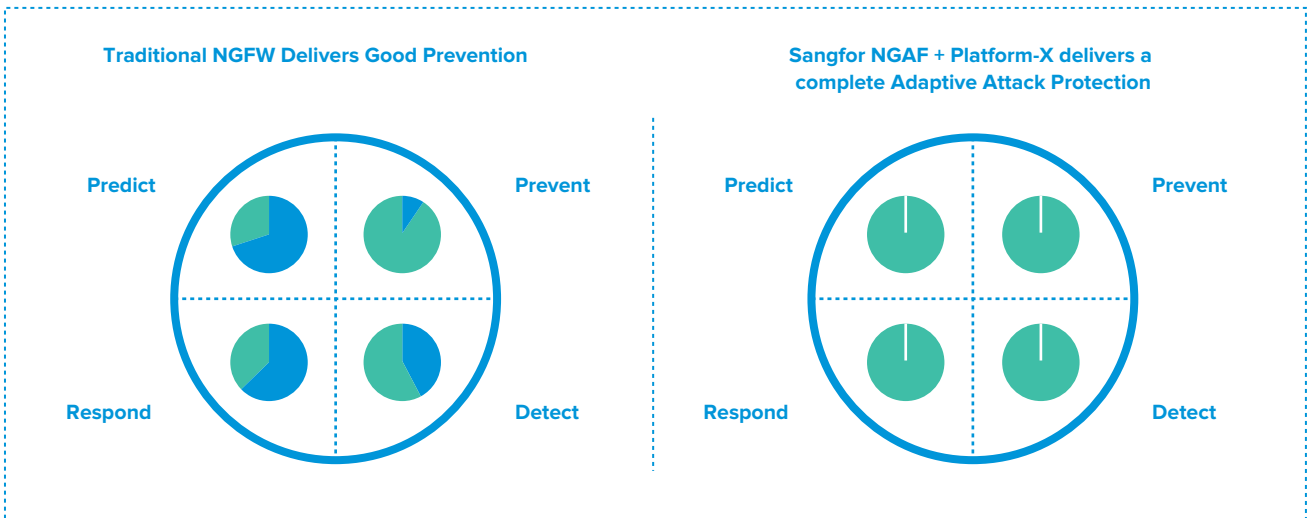 Traditional NGFW Delivers Good Prevention
Predict
Prevent
Respond
Detect
Sangfor NGAF + Platform-X delivers a
complete Adaptive Attack Protection
Predict
Prevent
Respond
Detect